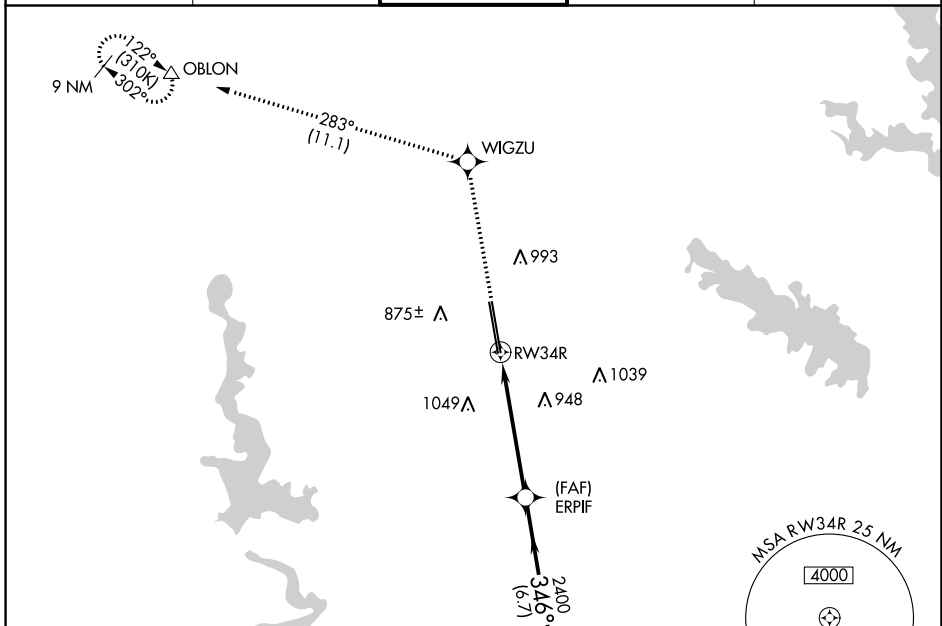 122°
(310K)
302°
9 NM
OBLON
283°
(11.1)
WIGZU
993
875±
RW34R
1039
1049
948
(FAF)
ERPIF
2400
346°
(6.7)
MSA RW34R 25 NM
4000